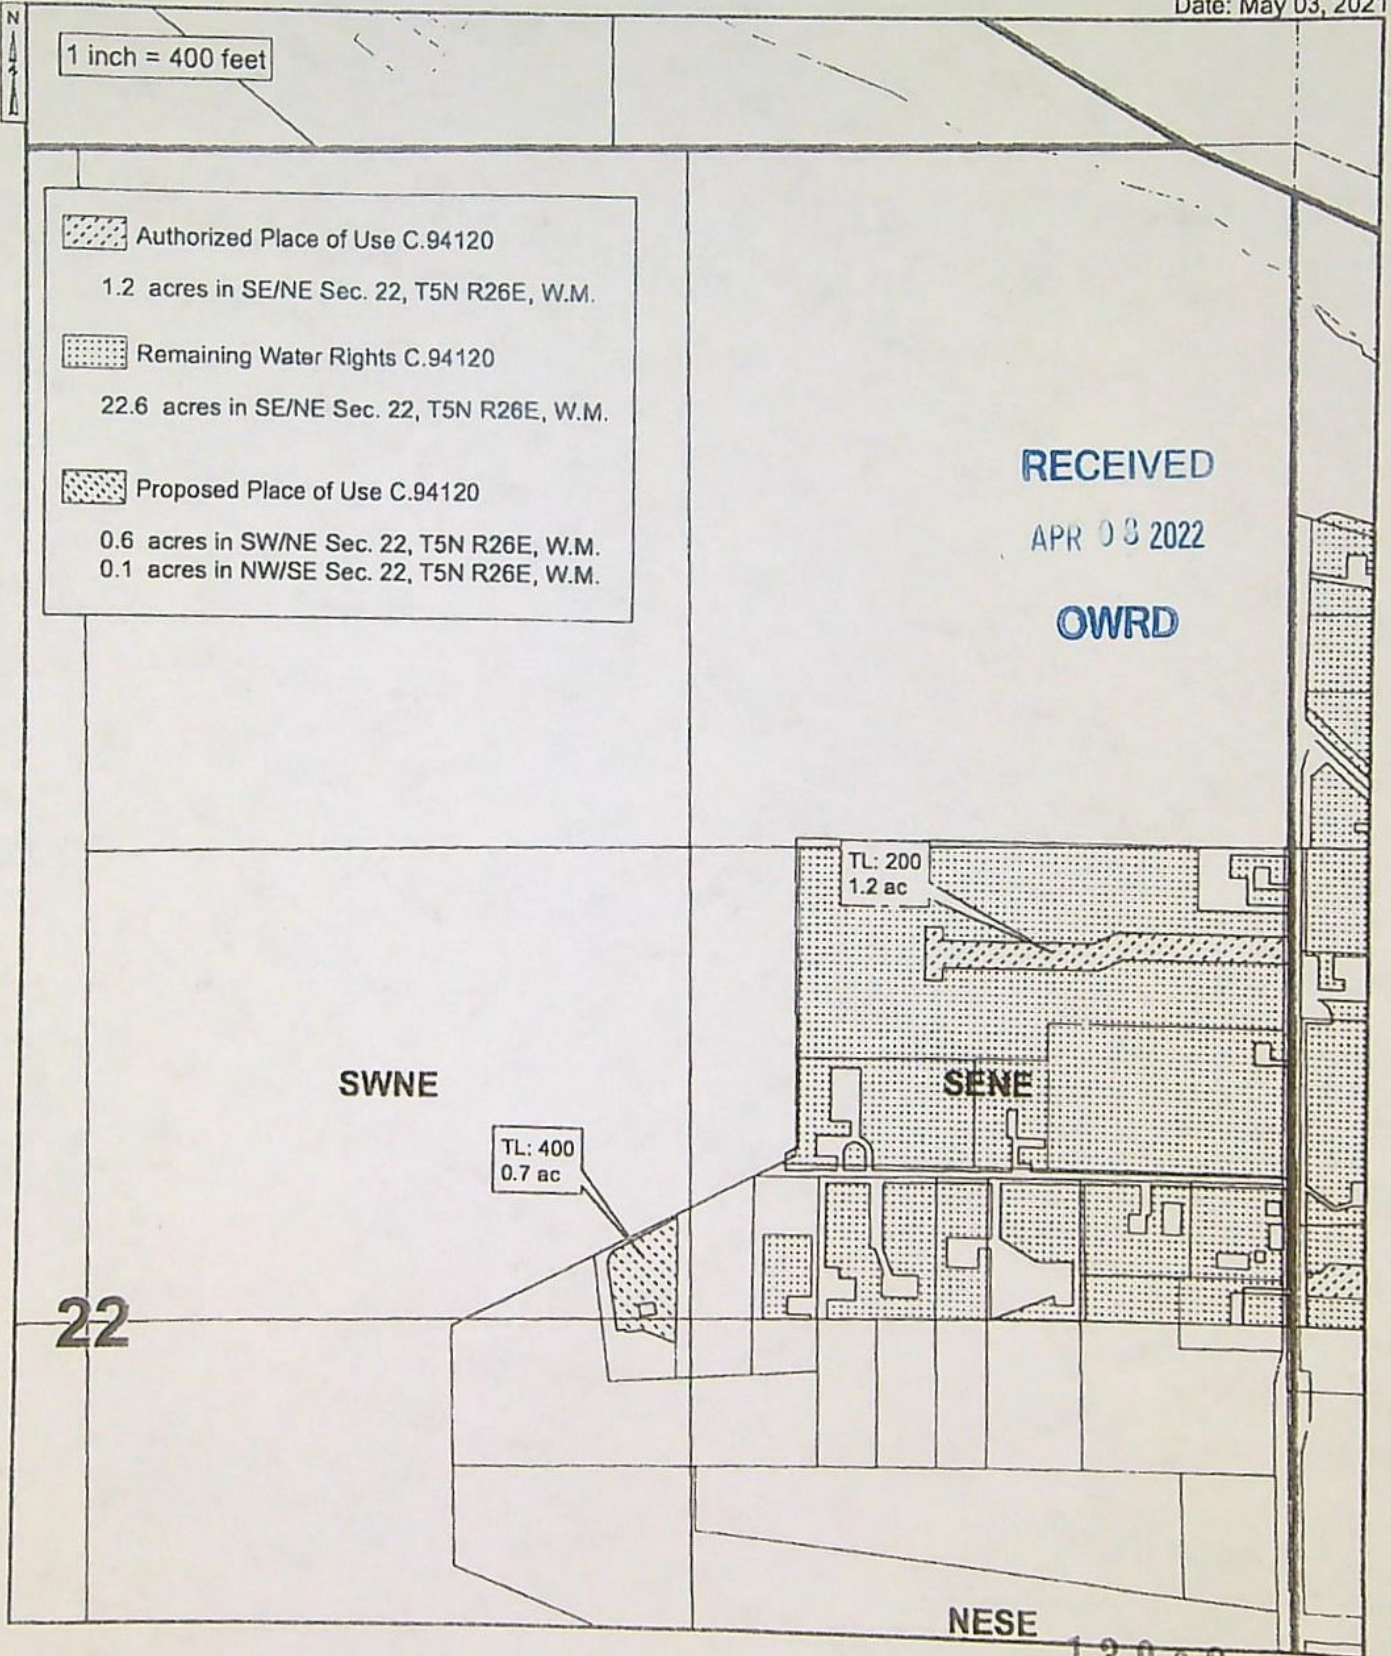 Date: May 03, 2021
N
1 inch = 400 feet
Authorized Place of Use C.94120
1.2 acres in SE/NE Sec. 22, T5N R26E, W.M.
Remaining Water Rights C.94120
22.6 acres in SE/NE Sec. 22, T5N R26E, W.M.
Proposed Place of Use C.94120
0.6 acres in SW/NE Sec. 22, T5N R26E, W.M.
0.1 acres in NW/SE Sec. 22, T5N R26E, W.M.
RECEIVED
APR 08 2022
OWRD
TL: 200
1.2 ac
SWNE
SENE
TL: 400
0.7 ac
22
NESE